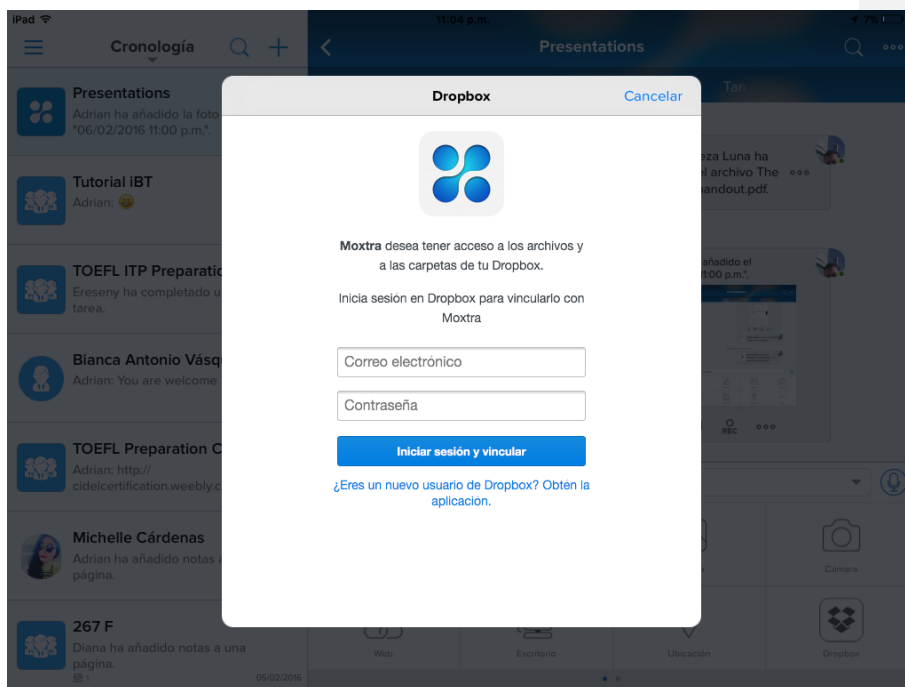 iPad
11:04 p.m.
7%
Cronología
Presentations
Presentations
Adrian ha añadido la foto
"06/02/2016 11:00 p.m.".
Tutorial iBT
Adrian:
TOEFL ITP Preparatio
Ereseny ha completado u
tarea.
Bianca Antonio Vásq
Adrian: You are welcome
TOEFL Preparation C
Adrian: http://
cidelcertification.weebly.c
Michelle Cárdenas
Adrian ha añadido notas a
página.
267 F
Diana ha añadido notas a una
página.
1
05/02/2016
Dropbox
Cancelar
Moxtra desea tener acceso a los archivos y
a las carpetas de tu Dropbox.
Inicia sesión en Dropbox para vincularlo con
Moxtra
Correo electrónico
Contraseña
Iniciar sesión y vincular
¿Eres un nuevo usuario de Dropbox? Obtén la
aplicación.
Tar
eza Luna ha
el archivo The
andout.pdf.
añadido el
11:00 p.m.".
REC
Cámara
Web
Escritorio
Ubicación
Dropbox